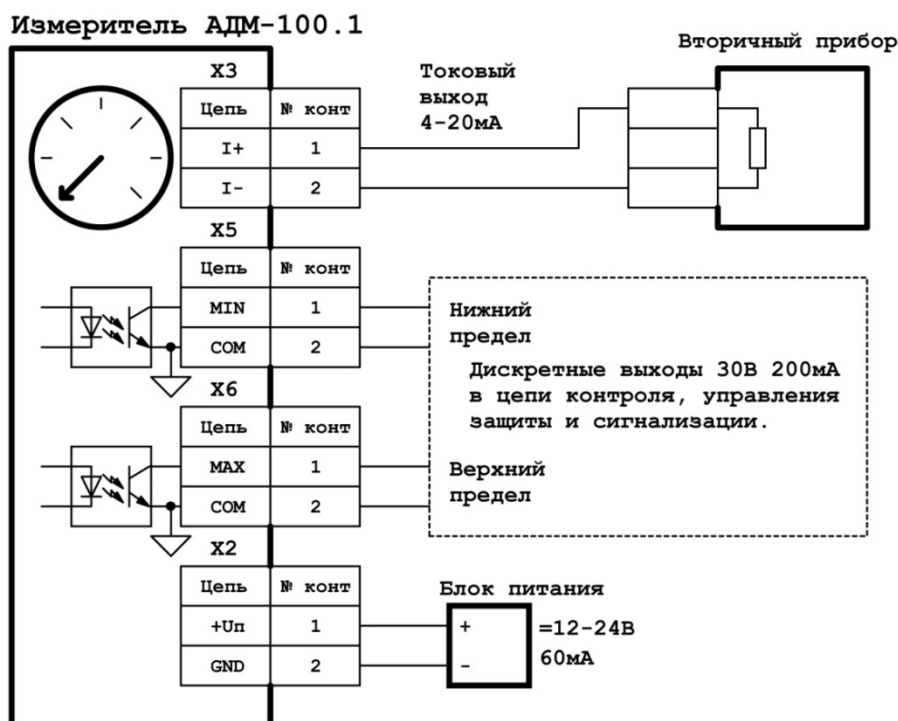 Измеритель АДМ-100.1
Вторичный прибор
X3
Цепь № конт
I+ 1
I- 2
Токовый
выход
4-20мА
X5
Цепь № конт
MIN 1
COM 2
Нижний
предел
Дискретные выходы 30В 200мА
в цепи контроля, управления
защиты и сигнализации.
X6
Цепь № конт
MAX 1
COM 2
Верхний
предел
X2
Цепь № конт
+Uп 1
GND 2
Блок питания
+ =12-24В
- 60мА